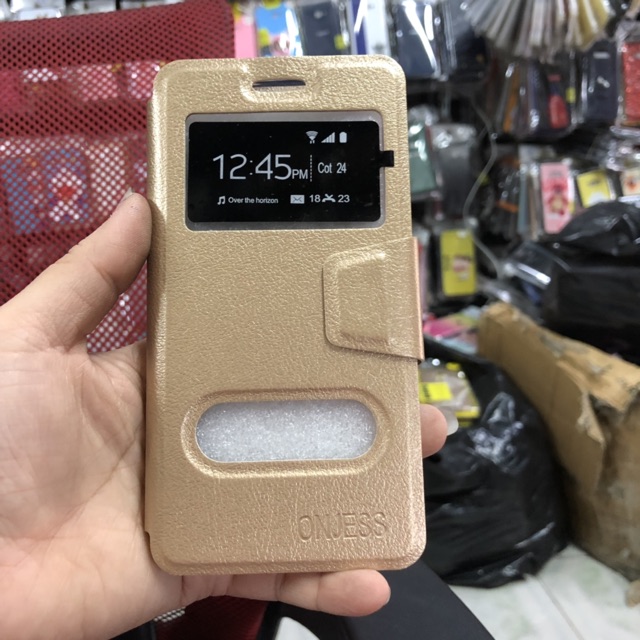 12:45PM Cot 24
Over the horizon 18 23
ONJESS